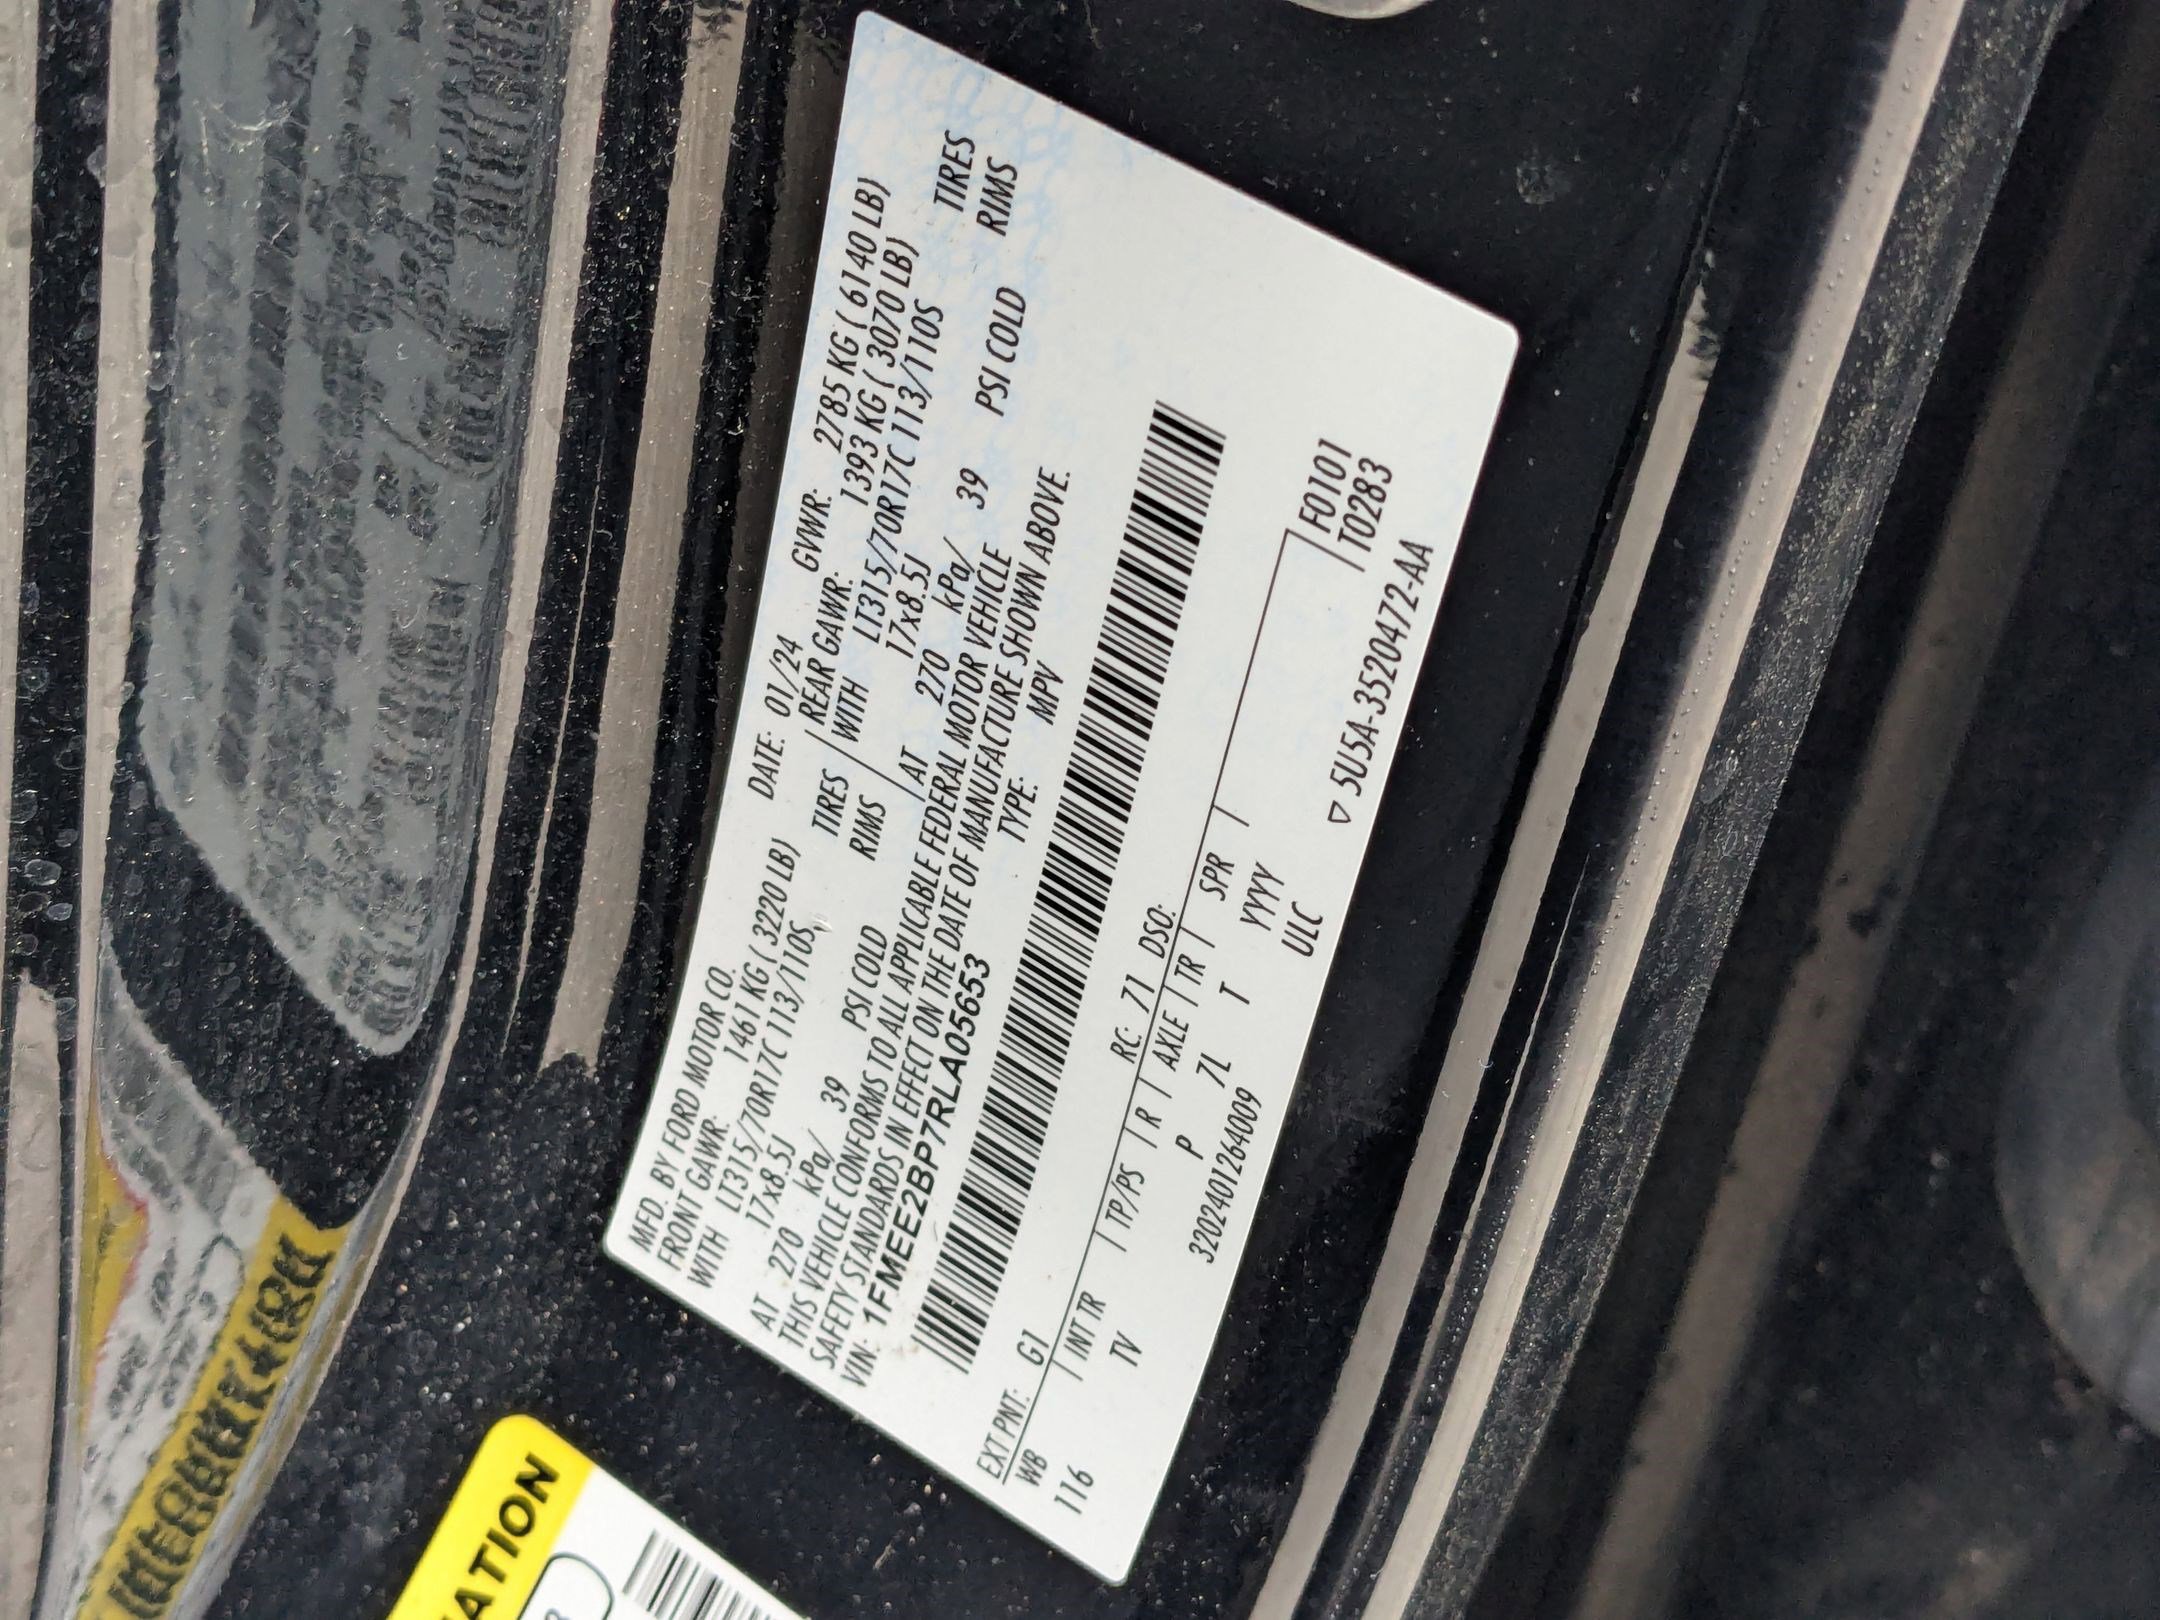 MFD. BY FORD MOTOR CO. DATE: 01/24 GVWR: 2785 KG ( 6140 LB)
FRONT GAWR: 1461 KG ( 3220 LB) REAR GAWR: 1393 KG ( 3070 LB)
WITH LT315/70R17C 113/110S TIRES WITH LT315/70R17C 113/110S TIRES
17x8.5J RIMS 17x8.5J RIMS
AT 270 kPa/ 39 PSI COLD AT 270 kPa/ 39 PSI COLD
THIS VEHICLE CONFORMS TO ALL APPLICABLE FEDERAL MOTOR VEHICLE
SAFETY STANDARDS IN EFFECT ON THE DATE OF MANUFACTURE SHOWN ABOVE.
VIN: 1FMEE2BP7RLA05653 TYPE: MPV
EXT PNT: G1 RC: 71 DSO:
WB INT TR TP/PS R AXLE TR SPR F0101
116 TV P 7L T YYYY T0283
320240126400 9 ULC
▽ 5U5A-3520472-AA
ATION